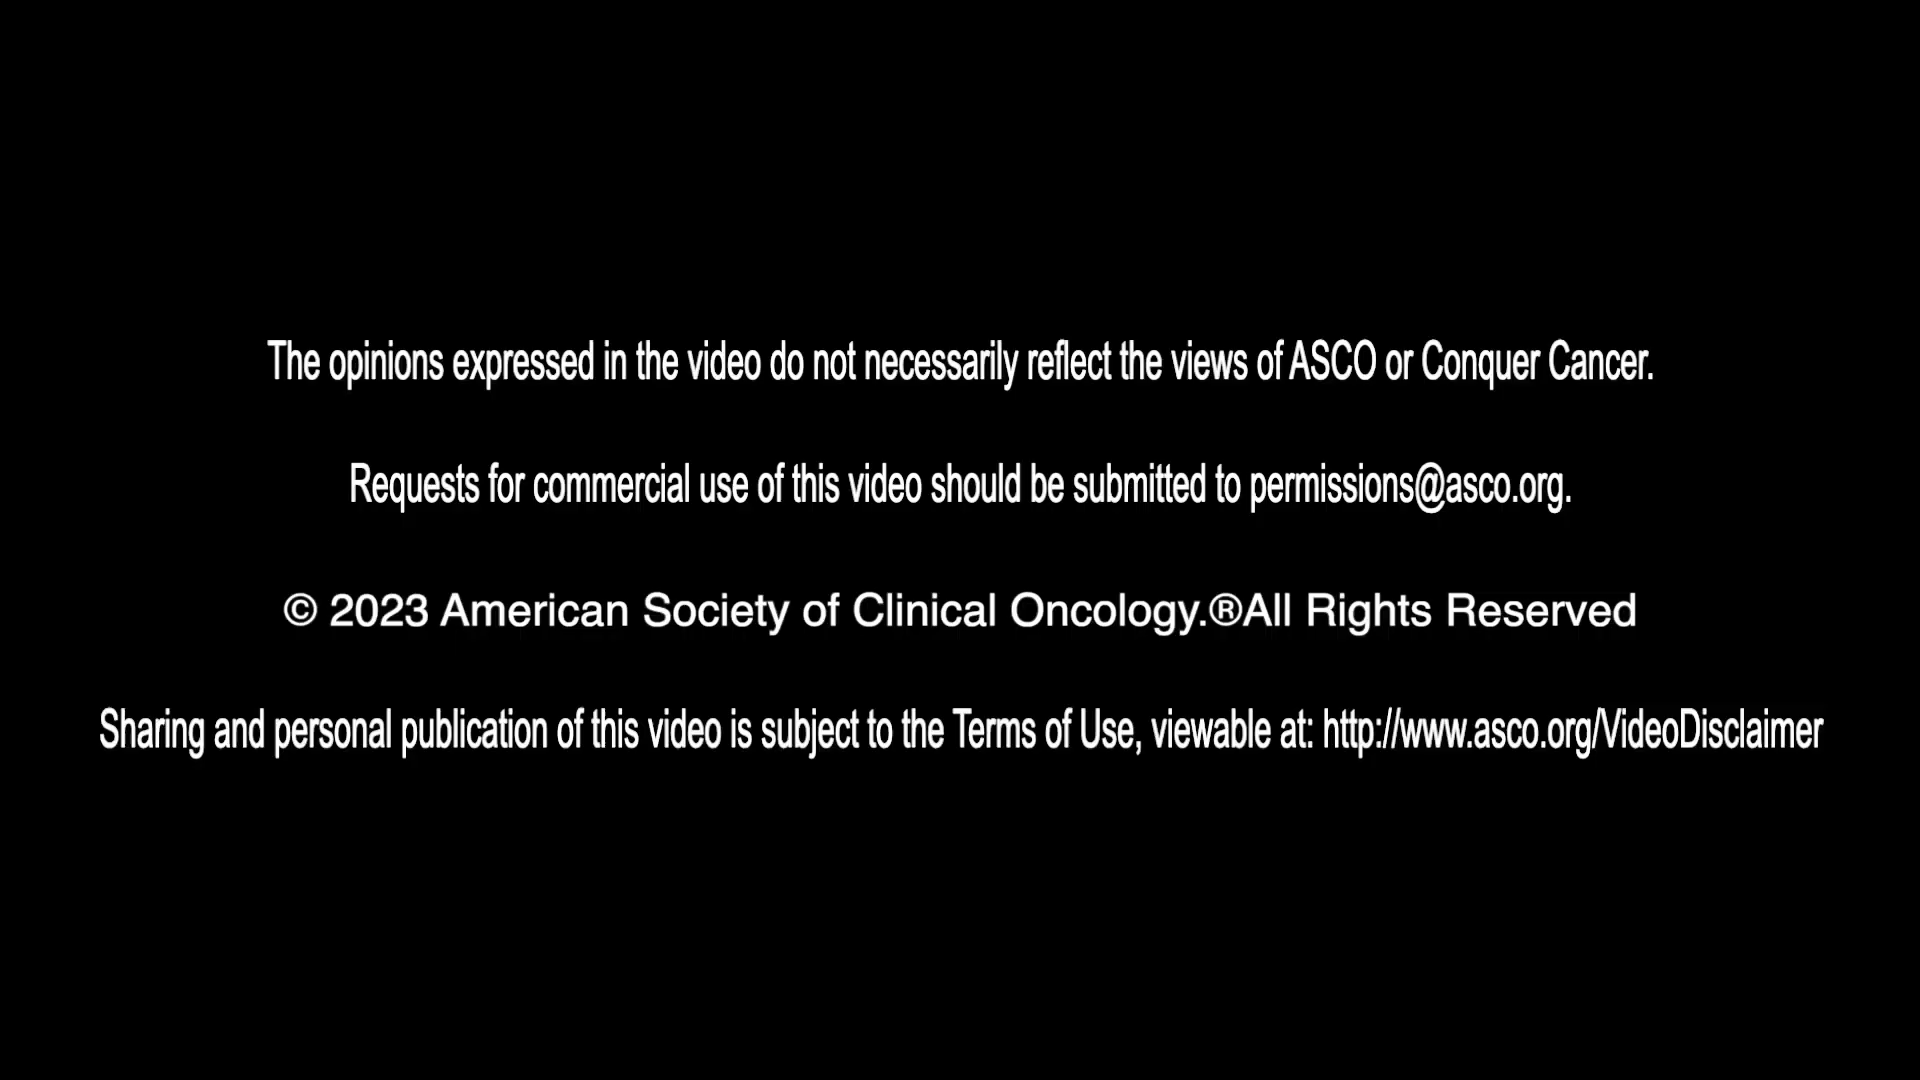 The opinions expressed in the video do not necessarily reflect the views of ASCO or Conquer Cancer.
Requests for commercial use of this video should be submitted to permissions@asco.org.
© 2023 American Society of Clinical Oncology.®All Rights Reserved
Sharing and personal publication of this video is subject to the Terms of Use, viewable at: http://www.asco.org/VideoDisclaimer